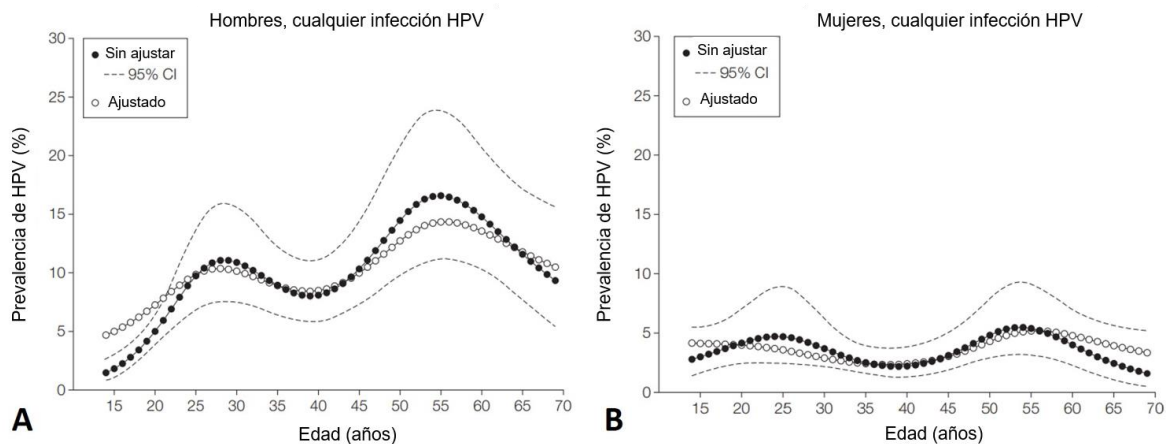 Hombres, cualquier infección HPV
30
25
20
15
10
5
0
Prevalencia de HPV (%)
Sin ajustar
95% CI
Ajustado
15 20 25 30 35 40 45 50 55 60 65 70
Edad (años)
A
Mujeres, cualquier infección HPV
30
25
20
15
10
5
0
Prevalencia de HPV (%)
Sin ajustar
95% CI
Ajustado
15 20 25 30 35 40 45 50 55 60 65 70
Edad (años)
B